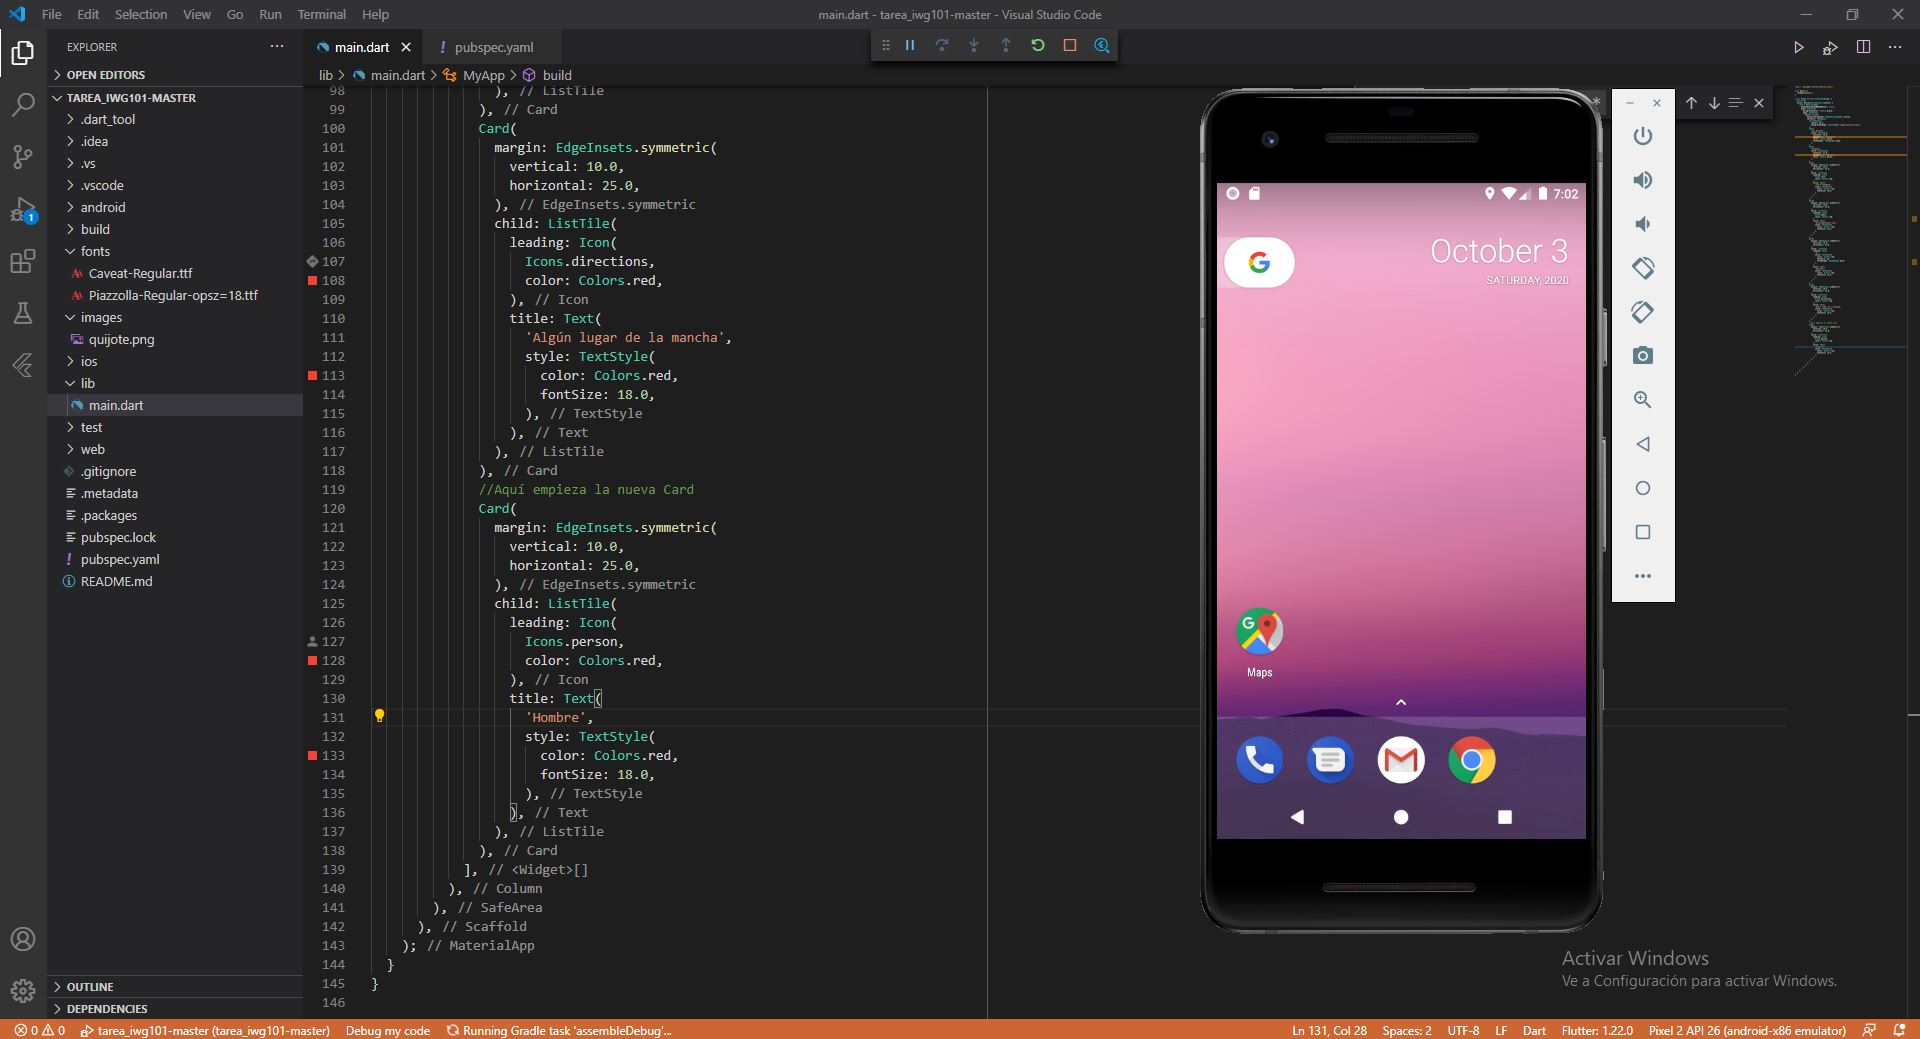 File Edit Selection View Go Run Terminal Help
main.dart - tarea_iwg101-master - Visual Studio Code
EXPLORER
main.dart
! pubspec.yaml
OPEN EDITORS
lib > main.dart > MyApp > build
TAREA_IWG101-MASTER
.dart_tool
.idea
.vs
.vscode
android
build
fonts
Caveat-Regular.ttf
Piazzolla-Regular-opsz=18.ttf
images
quijote.png
ios
lib
main.dart
test
web
.gitignore
.metadata
.packages
pubspec.lock
! pubspec.yaml
README.md
OUTLINE
DEPENDENCIES
1
98 ), // ListTile
99 ), // Card
100 Card(
101 margin: EdgeInsets.symmetric(
102 vertical: 10.0,
103 horizontal: 25.0,
104 ), // EdgeInsets.symmetric
105 child: ListTile(
106 leading: Icon(
107 Icons.directions,
108 color: Colors.red,
109 ), // Icon
110 title: Text(
111 'Algún lugar de la mancha',
112 style: TextStyle(
113 color: Colors.red,
114 fontSize: 18.0,
115 ), // TextStyle
116 ), // Text
117 ), // ListTile
118 ), // Card
119 //Aquí empieza la nueva Card
120 Card(
121 margin: EdgeInsets.symmetric(
122 vertical: 10.0,
123 horizontal: 25.0,
124 ), // EdgeInsets.symmetric
125 child: ListTile(
126 leading: Icon(
127 Icons.person,
128 color: Colors.red,
129 ), // Icon
130 title: Text(
131 'Hombre',
132 style: TextStyle(
133 color: Colors.red,
134 fontSize: 18.0,
135 ), // TextStyle
136 ), // Text
137 ), // ListTile
138 ), // Card
139 ], // <Widget>[]
140 ), // Column
141 ), // SafeArea
142 ), // Scaffold
143 ); // MaterialApp
144 }
145 }
146
7:02
G
October 3
SATURDAY, 2020
Maps
Activar Windows
Ve a Configuración para activar Windows.
0 0 tarea_iwg101-master (tarea_iwg101-master) Debug my code Running Gradle task 'assembleDebug'... Ln 131, Col 28 Spaces: 2 UTF-8 LF Dart Flutter: 1.22.0 Pixel 2 API 26 (android-x86 emulator)